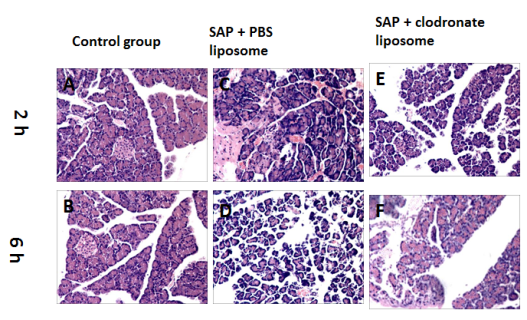 Control group
SAP + PBS
liposome
SAP + clodronate
liposome
2 h
A
C
E
6 h
B
D
F